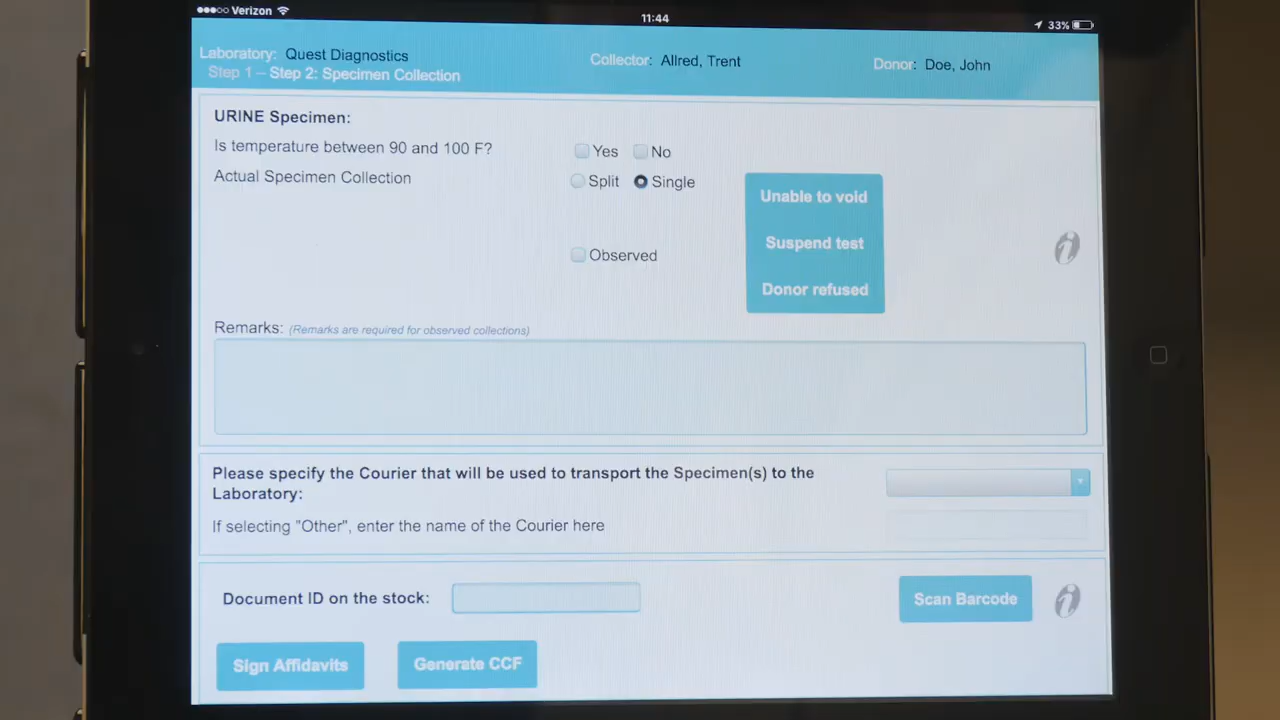 Verizon
11:44
33%
Laboratory: Quest Diagnostics
Collector: Allred, Trent
Donor: Doe, John
Step 1 – Step 2: Specimen Collection
URINE Specimen:
Is temperature between 90 and 100 F?
Yes
No
Actual Specimen Collection
Split
Single
Unable to void
Suspend test
Observed
Donor refused
Remarks: (Remarks are required for observed collections)
Please specify the Courier that will be used to transport the Specimen(s) to the
Laboratory:
If selecting "Other", enter the name of the Courier here
Document ID on the stock:
Scan Barcode
Sign Affidavits
Generate CCF